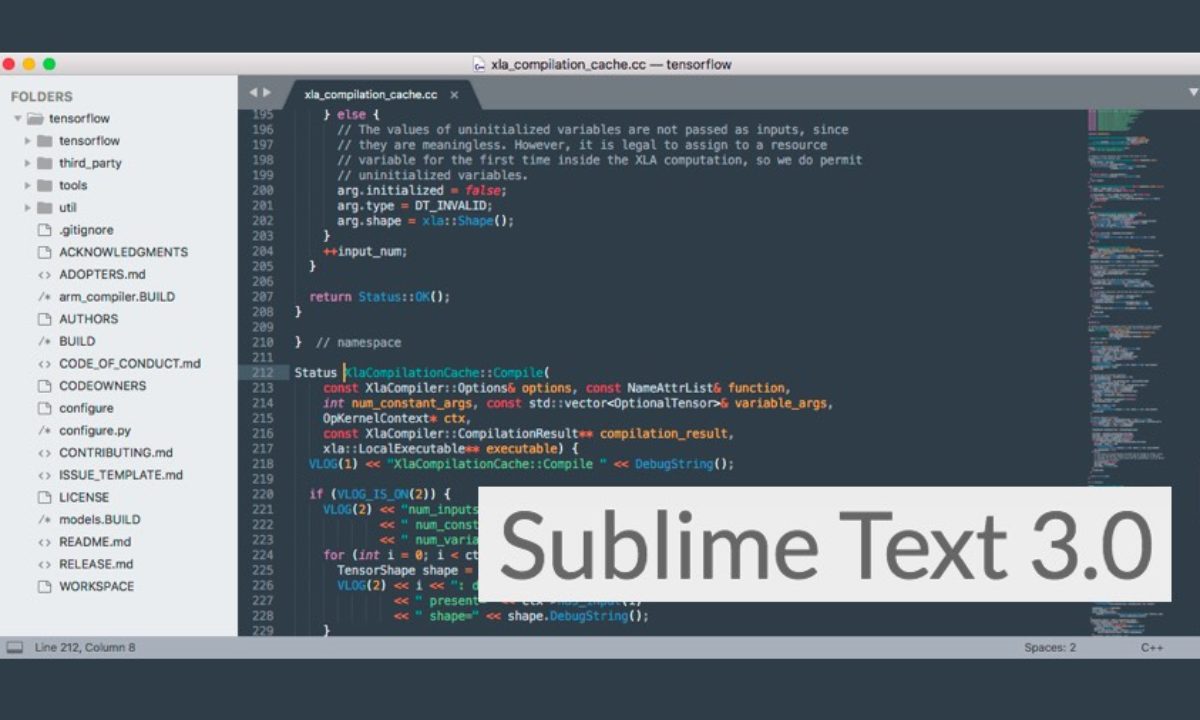 xla_compilation_cache.cc — tensorflow
FOLDERS
tensorflow
tensorflow
third_party
tools
util
.gitignore
ACKNOWLEDGMENTS
<> ADOPTERS.md
/* arm_compiler.BUILD
AUTHORS
/* BUILD
<> CODE_OF_CONDUCT.md
CODEOWNERS
configure
/* configure.py
<> CONTRIBUTING.md
<> ISSUE_TEMPLATE.md
LICENSE
/* models.BUILD
<> README.md
<> RELEASE.md
WORKSPACE
xla_compilation_cache.cc ×
195 } else {
196 // The values of uninitialized variables are not passed as inputs, since
197 // they are meaningless. However, it is legal to assign to a resource
198 // variable for the first time inside the XLA computation, so we do permit
199 // uninitialized variables.
200 arg.initialized = false;
201 arg.type = DT_INVALID;
202 arg.shape = xla::Shape();
203 }
204 ++input_num;
205 }
206
207 return Status::OK();
208 }
209
210 } // namespace
211
212 Status XlaCompilationCache::Compile(
213 const XlaCompiler::Options& options, const NameAttrList& function,
214 int num_constant_args, const std::vector<OptionalTensor>& variable_args,
215 OpKernelContext* ctx,
216 const XlaCompiler::CompilationResult** compilation_result,
217 xla::LocalExecutable** executable) {
218 VLOG(1) << "XlaCompilationCache::Compile " << DebugString();
219
220 if (VLOG_IS_ON(2)) {
221 VLOG(2) << "num_inputs
222 << " num_const
223 << " num_varia
224 for (int i = 0; i < ct
225 TensorShape shape =
226 VLOG(2) << i << ": d
227 << " present
228 << " shape=" << shape.DebugString();
229 }
Sublime Text 3.0
Line 212, Column 8
Spaces: 2
C++